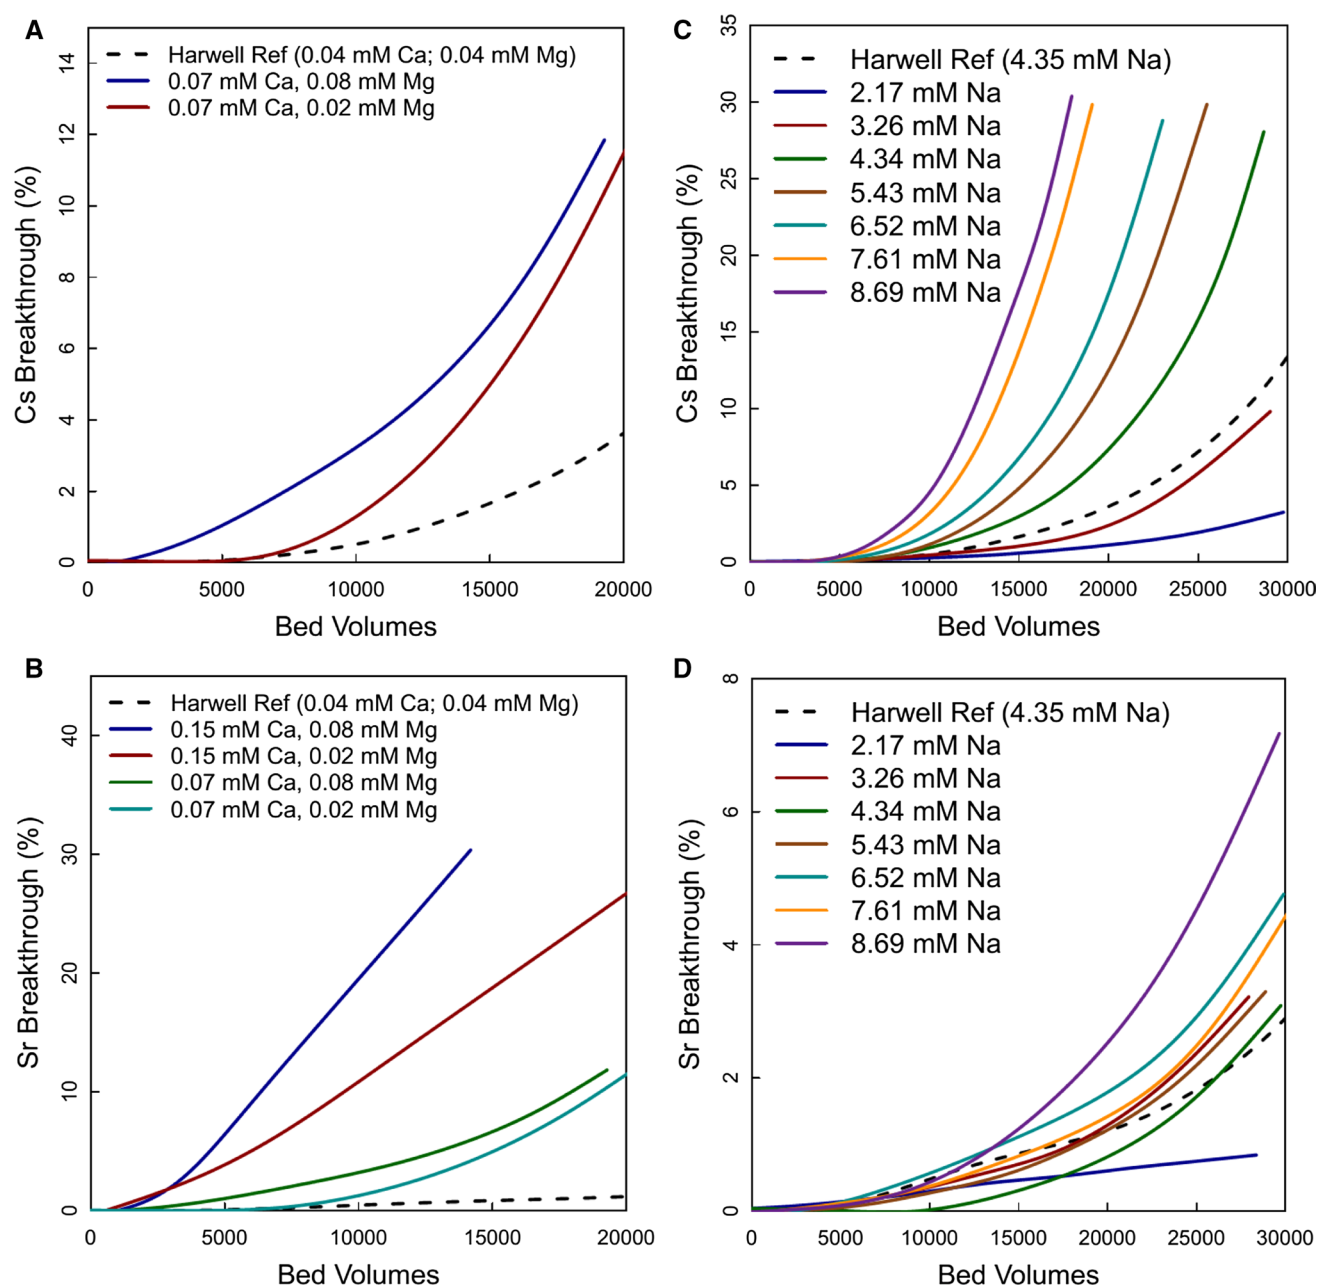 A
Harwell Ref (0.04 mM Ca; 0.04 mM Mg)
0.07 mM Ca, 0.08 mM Mg
0.07 mM Ca, 0.02 mM Mg
14
12
10
8
6
4
2
0
Cs Breakthrough (%)
0 5000 10000 15000 20000
Bed Volumes
B
Harwell Ref (0.04 mM Ca; 0.04 mM Mg)
0.15 mM Ca, 0.08 mM Mg
0.15 mM Ca, 0.02 mM Mg
0.07 mM Ca, 0.08 mM Mg
0.07 mM Ca, 0.02 mM Mg
40
30
20
10
0
Sr Breakthrough (%)
0 5000 10000 15000 20000
Bed Volumes
C
Harwell Ref (4.35 mM Na)
2.17 mM Na
3.26 mM Na
4.34 mM Na
5.43 mM Na
6.52 mM Na
7.61 mM Na
8.69 mM Na
35
30
25
20
15
10
5
0
Cs Breakthrough (%)
0 5000 10000 15000 20000 25000 30000
Bed Volumes
D
Harwell Ref (4.35 mM Na)
2.17 mM Na
3.26 mM Na
4.34 mM Na
5.43 mM Na
6.52 mM Na
7.61 mM Na
8.69 mM Na
8
6
4
2
0
Sr Breakthrough (%)
0 5000 10000 15000 20000 25000 30000
Bed Volumes